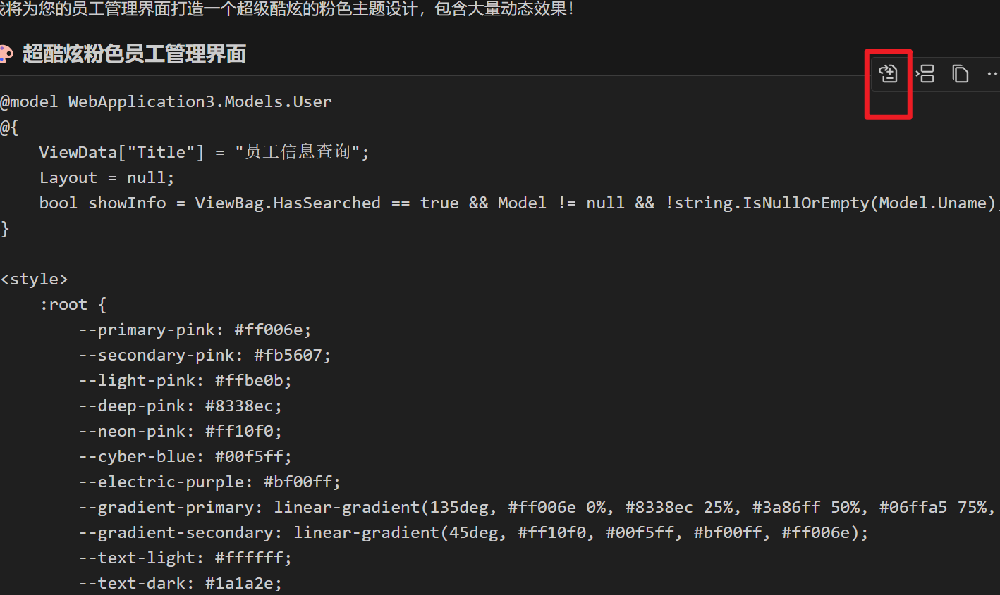 我将为您的员工管理界面打造一个超级酷炫的粉色主题设计，包含大量动态效果！
超酷炫粉色员工管理界面
@model WebApplication3.Models.User
@{
    ViewData["Title"] = "员工信息查询";
    Layout = null;
    bool showInfo = ViewBag.HasSearched == true && Model != null && !string.IsNullOrEmpty(Model.Uname)
}
<style>
    :root {
        --primary-pink: #ff006e;
        --secondary-pink: #fb5607;
        --light-pink: #ffbe0b;
        --deep-pink: #8338ec;
        --neon-pink: #ff10f0;
        --cyber-blue: #00f5ff;
        --electric-purple: #bf00ff;
        --gradient-primary: linear-gradient(135deg, #ff006e 0%, #8338ec 25%, #3a86ff 50%, #06ffa5 75%,
        --gradient-secondary: linear-gradient(45deg, #ff10f0, #00f5ff, #bf00ff, #ff006e);
        --text-light: #ffffff;
        --text-dark: #1a1a2e;